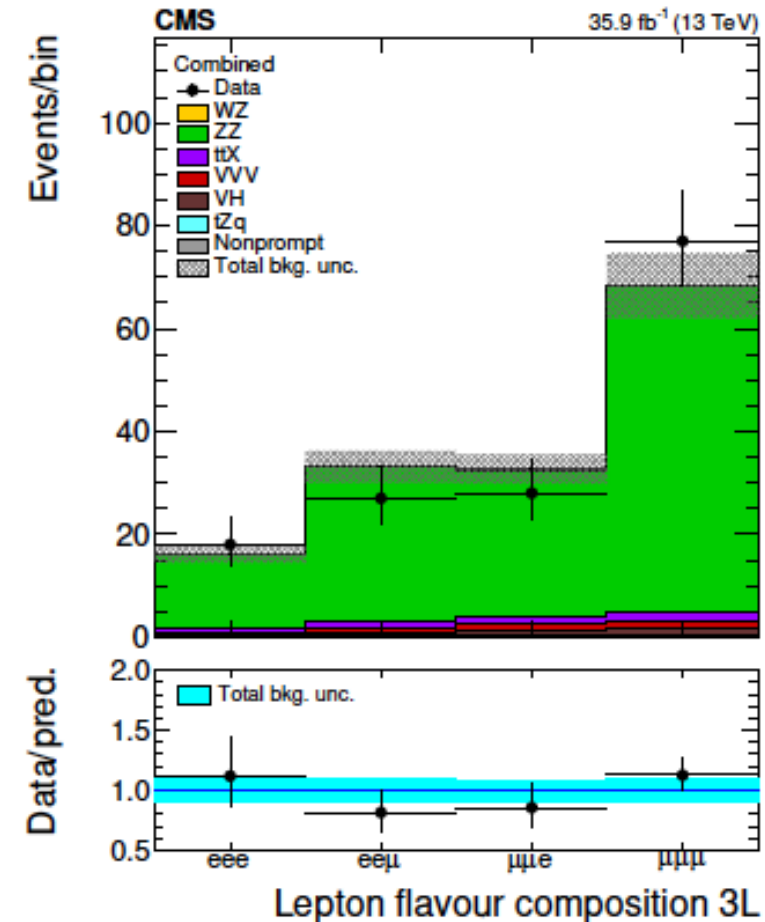 CMS 35.9 fb⁻¹ (13 TeV)
Events/bin
100
80
60
40
20
0
Combined
Data
WZ
ZZ
ttX
VVV
VH
tZq
Nonprompt
Total bkg. unc.
Data/pred.
2.0
1.5
1.0
0.5
Total bkg. unc.
eee eeμ μμe μμμ
Lepton flavour composition 3L